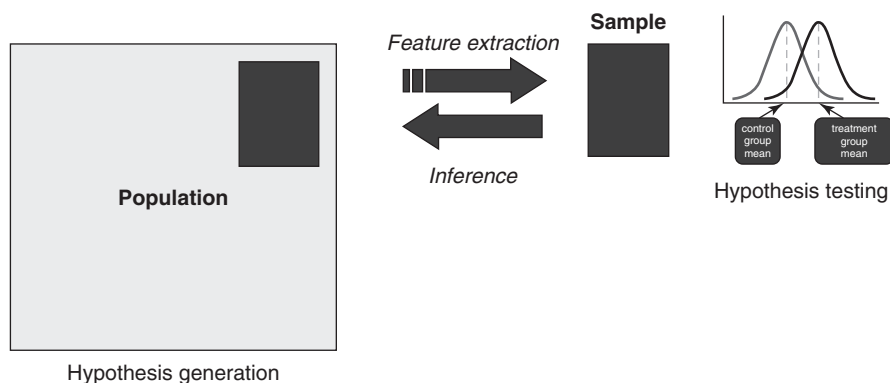 Population
Hypothesis generation
Feature extraction
Inference
Sample
control
group
mean
treatment
group
mean
Hypothesis testing